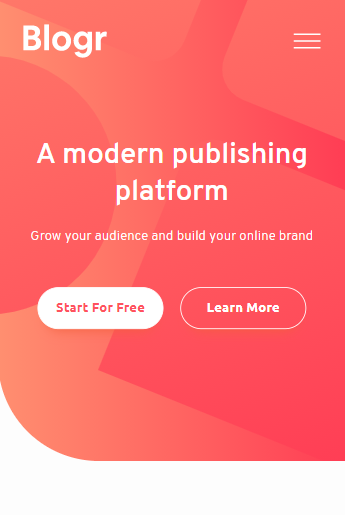 Blogr
A modern publishing
platform
Grow your audience and build your online brand
Start For Free
Learn More